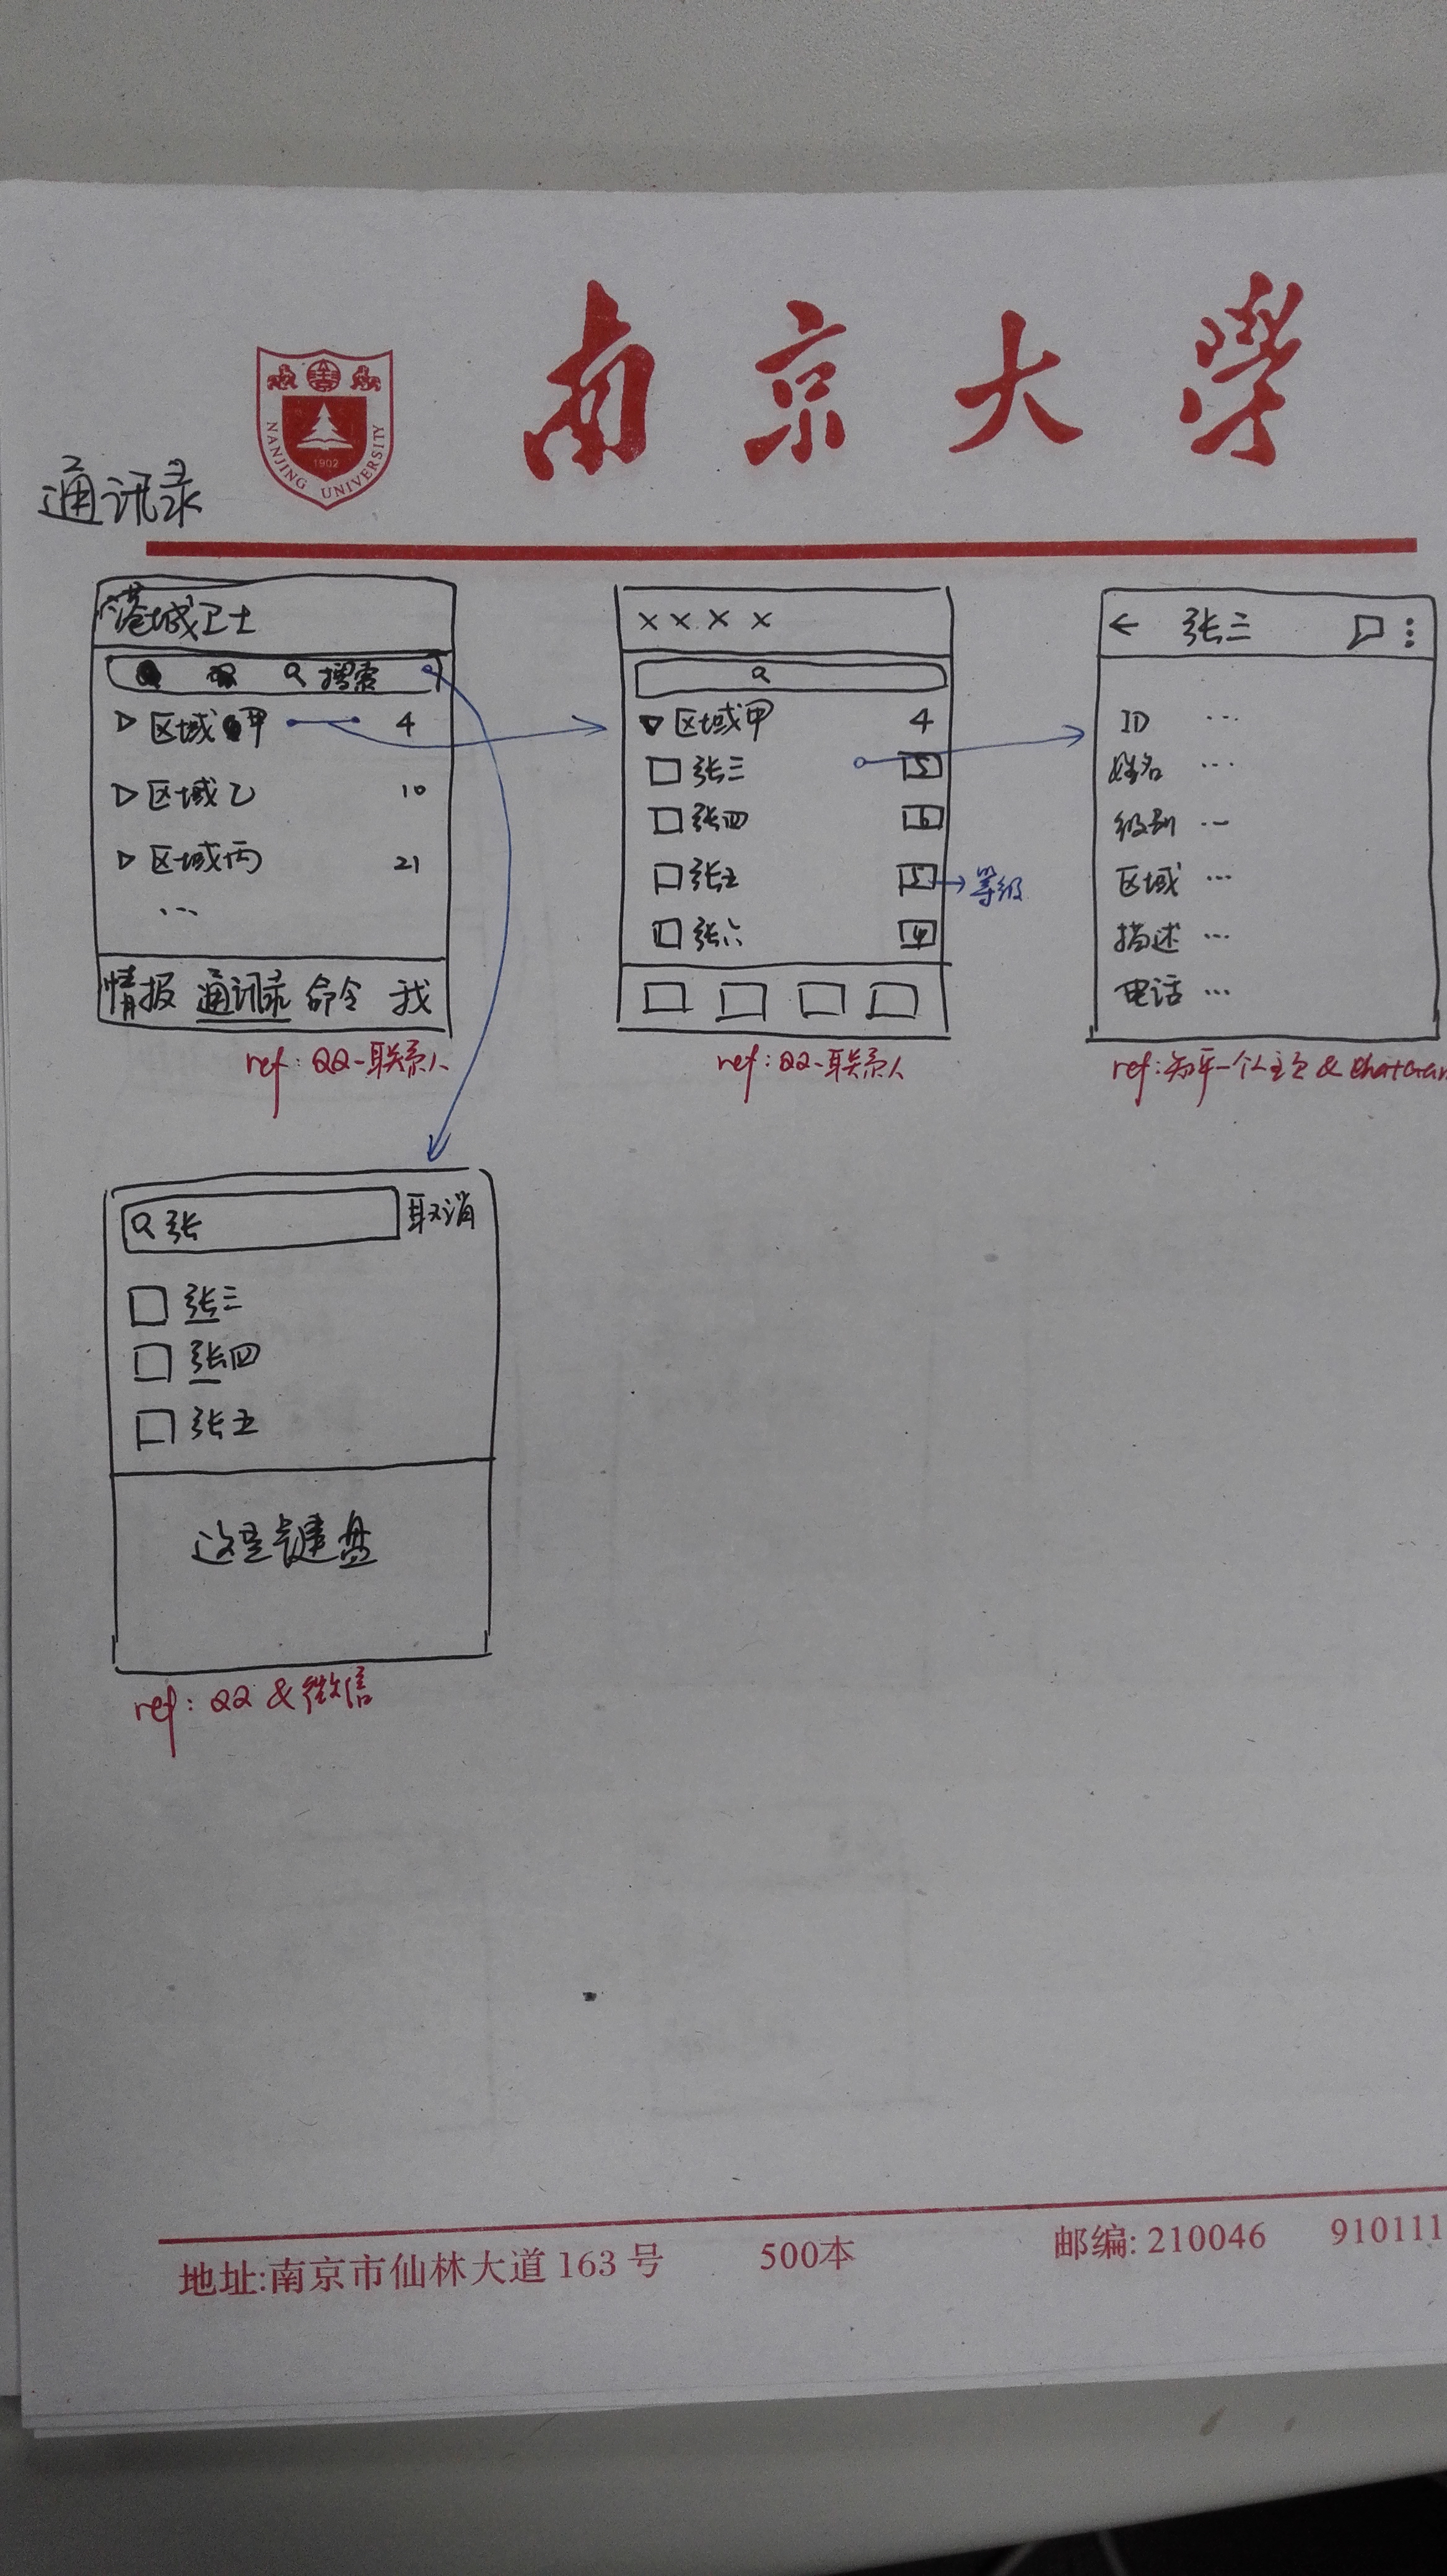 南京大學
NANJING UNIVERSITY
1902
通讯录
港城卫士
搜索
▷ 区域甲 4
▷ 区域乙 10
▷ 区域丙 21
...
情报 通讯录 命令 我
ref: QQ-联系人
××××
▼ 区域甲 4
张三 5
张四 6
张五 5 → 等级
张六 4
ref: QQ-联系人
← 张三
ID ...
姓名 ...
级别 ...
区域 ...
描述 ...
电话 ...
ref: 知乎-个人主页 &
张 取消
张三
张四
张五
这是键盘
ref: QQ & 微信
地址:南京市仙林大道 163 号 500本 邮编: 210046 910111